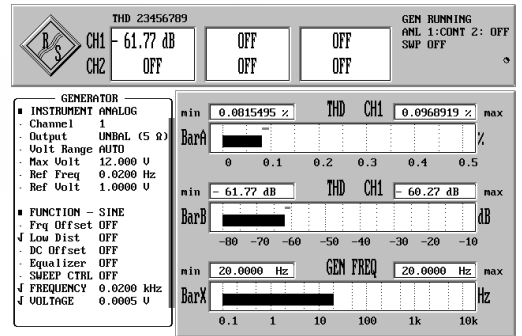 THD 23456789
GEN RUNNING
R S
CH1 - 61.77 dB OFF OFF
ANL 1:CONT 2: OFF
SWP OFF
CH2 OFF OFF OFF
GENERATOR
INSTRUMENT ANALOG
Channel 1
Output UNBAL (5 Ω)
Volt Range AUTO
Max Volt 12.000 V
Ref Freq 0.0200 Hz
Ref Volt 1.0000 V
FUNCTION - SINE
Frq Offset OFF
Low Dist OFF
DC Offset OFF
Equalizer OFF
SWEEP CTRL OFF
FREQUENCY 0.0200 kHz
VOLTAGE 0.0005 V
min 0.0815495 % THD CH1 0.0968919 % max
BarA %
0 0.1 0.2 0.3 0.4 0.5
min - 61.77 dB THD CH1 - 60.27 dB max
BarB dB
-80 -70 -60 -50 -40 -30 -20 -10
min 20.0000 Hz GEN FREQ 20.0000 Hz max
BarX Hz
0.1 1 10 100 1k 10k